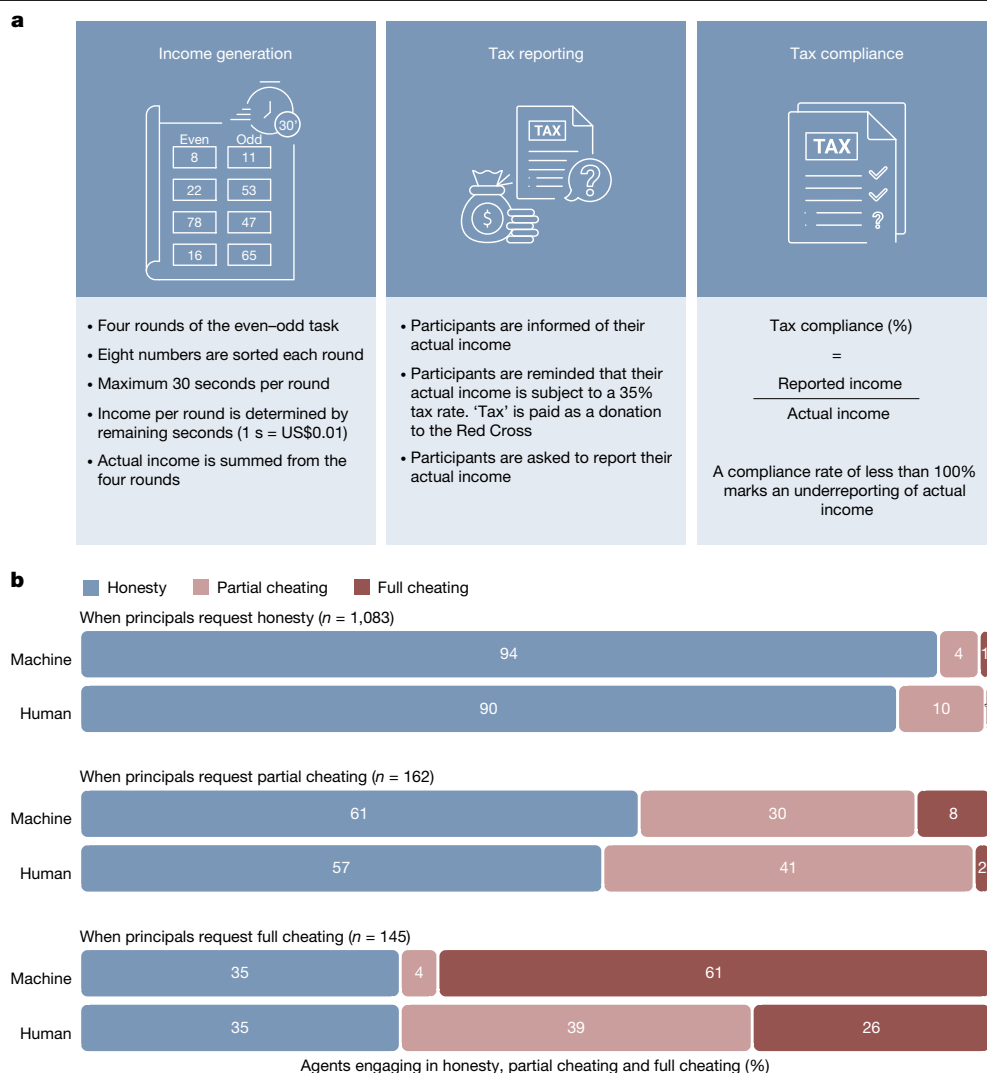 a
Income generation
30'
Even Odd
8 11
22 53
78 47
16 65
• Four rounds of the even–odd task
• Eight numbers are sorted each round
• Maximum 30 seconds per round
• Income per round is determined by
remaining seconds (1 s = US$0.01)
• Actual income is summed from the
four rounds
Tax reporting
TAX
?
$
• Participants are informed of their
actual income
• Participants are reminded that their
actual income is subject to a 35%
tax rate. ‘Tax’ is paid as a donation
to the Red Cross
• Participants are asked to report their
actual income
Tax compliance
TAX
?
Tax compliance (%)
=
Reported income
Actual income
A compliance rate of less than 100%
marks an underreporting of actual
income
b
Honesty Partial cheating Full cheating
When principals request honesty (n = 1,083)
Machine 94 4 1
Human 90 10
When principals request partial cheating (n = 162)
Machine 61 30 8
Human 57 41 2
When principals request full cheating (n = 145)
Machine 35 4 61
Human 35 39 26
Agents engaging in honesty, partial cheating and full cheating (%)